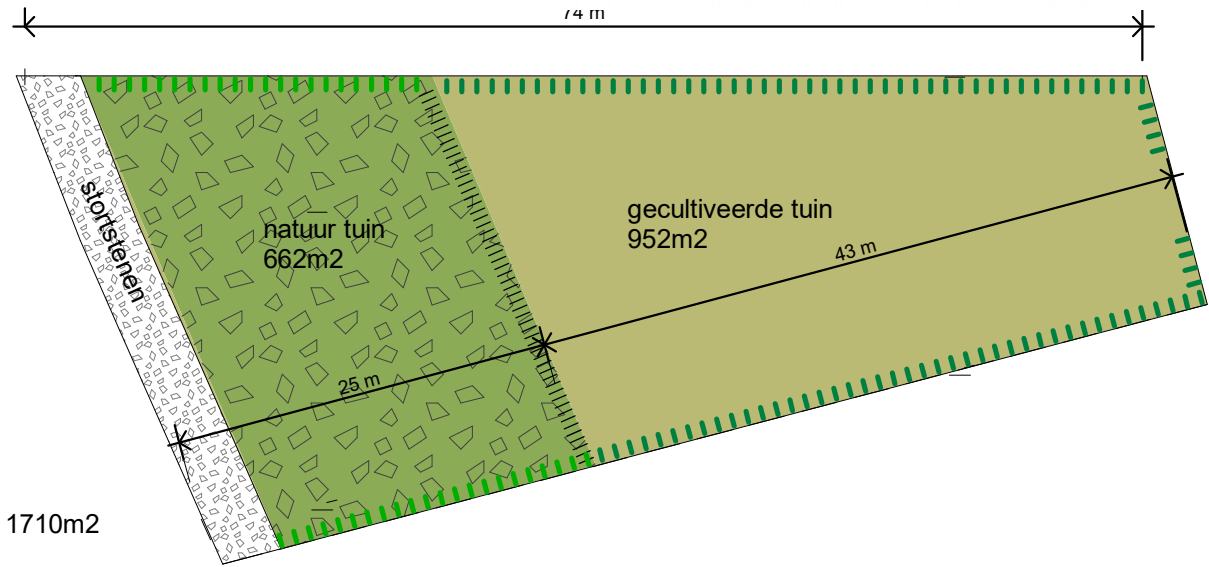 74 m
stortstenen
natuur tuin
662m2
gecultiveerde tuin
952m2
43 m
25 m
1710m2